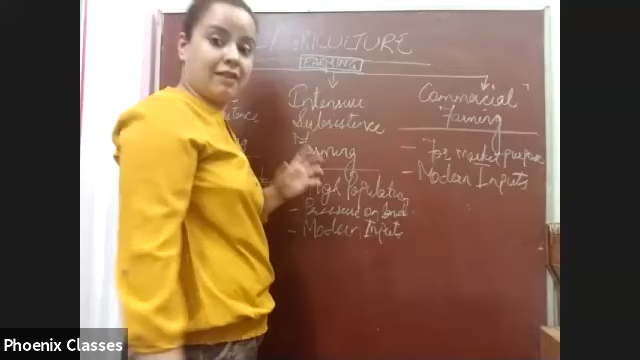 AGRICULTURE
FARMING
Intensive
Subsistence
Farming
High Population
- Pressure on land
- Modern Inputs
Commercial
Farming
- For market purpose
- Modern Inputs
Phoenix Classes